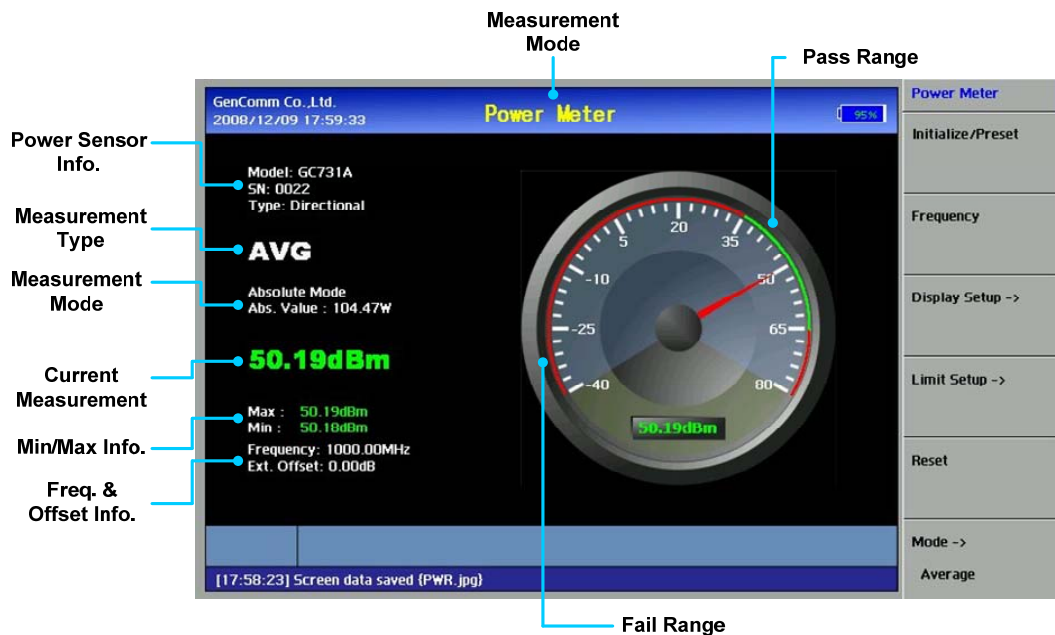 Measurement
Mode
Pass Range
GenComm Co.,Ltd.
2008/12/09 17:59:33
Power Meter
95%
Power Meter
Initialize/Preset
Frequency
Display Setup ->
Limit Setup ->
Reset
Mode ->
Average
Power Sensor
Info.
Model: GC731A
SN: 0022
Type: Directional
Measurement
Type
AVG
Measurement
Mode
Absolute Mode
Abs. Value : 104.47W
Current
Measurement
50.19dBm
Min/Max Info.
Max : 50.19dBm
Min : 50.18dBm
Freq. &
Offset Info.
Frequency: 1000.00MHz
Ext. Offset: 0.00dB
-40
-25
-10
5
20
35
50
65
80
50.19dBm
[17:58:23] Screen data saved {PWR.jpg}
Fail Range